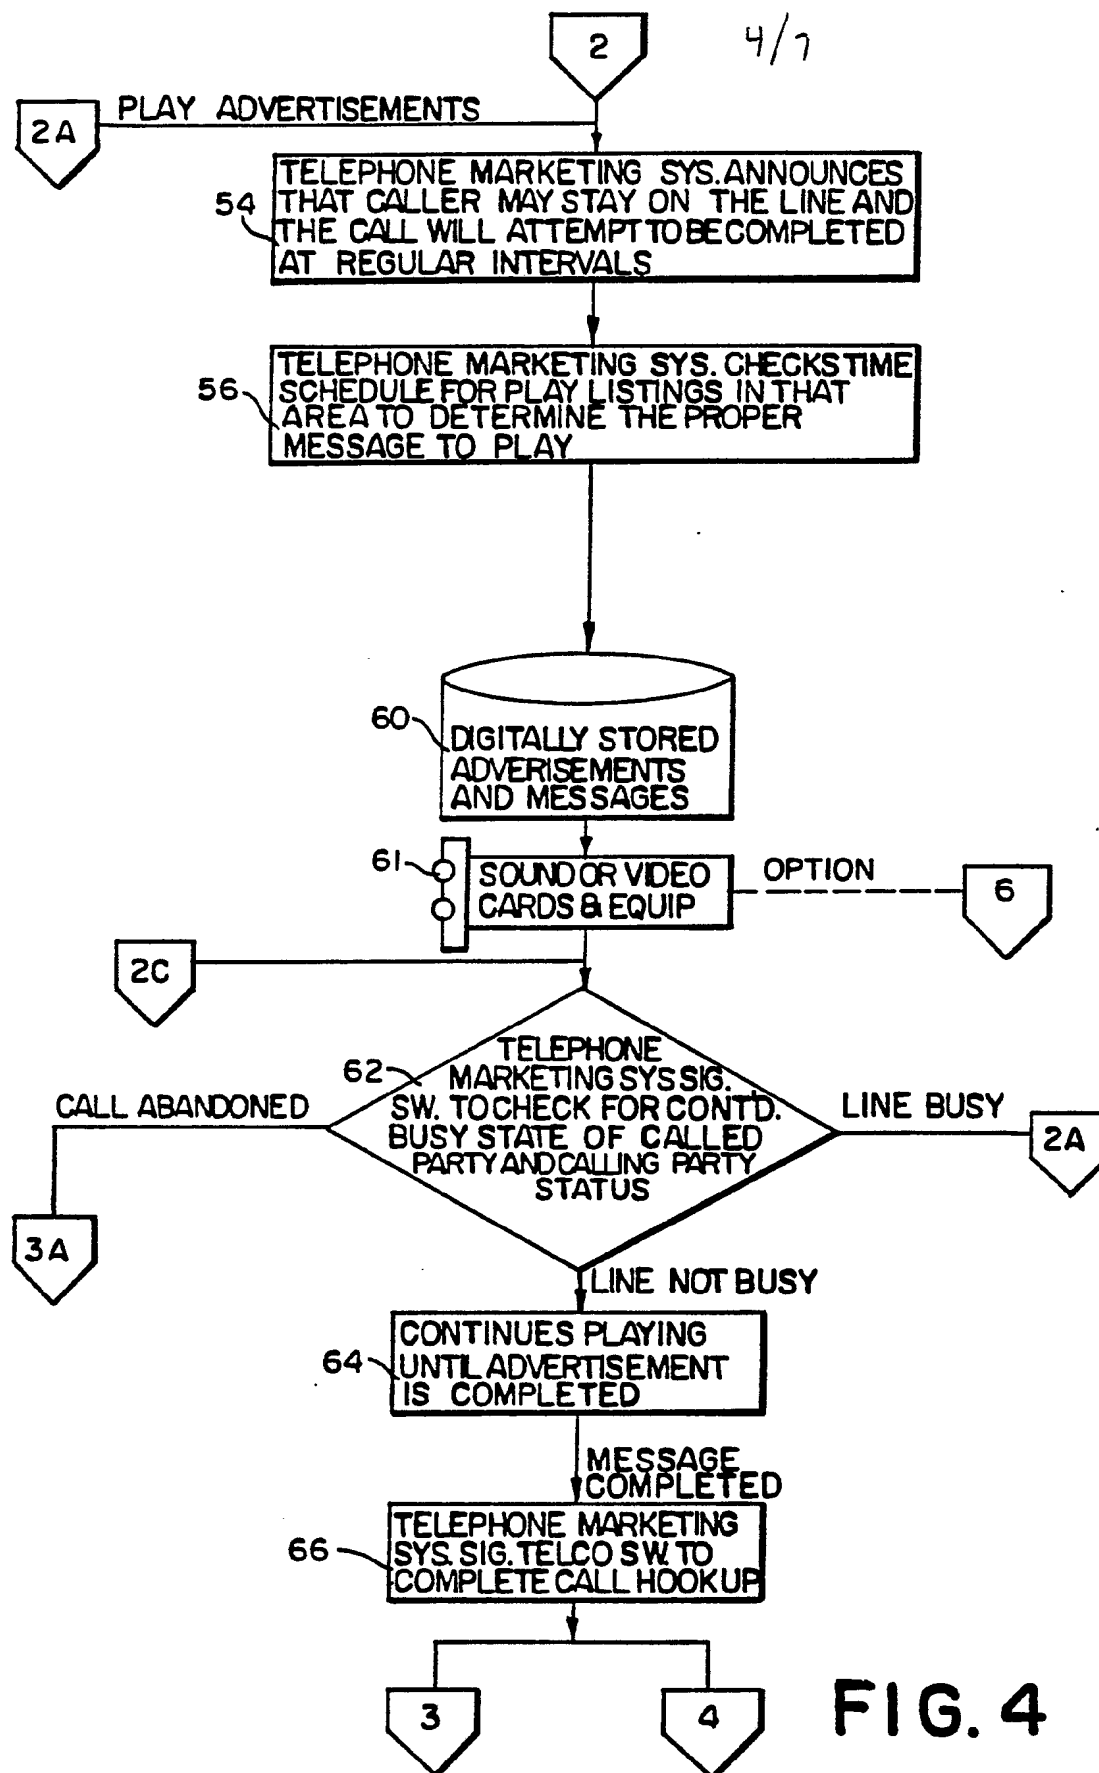 2
4/7
2A
PLAY ADVERTISEMENTS
54
TELEPHONE MARKETING SYS. ANNOUNCES
THAT CALLER MAY STAY ON THE LINE AND
THE CALL WILL ATTEMPT TO BE COMPLETED
AT REGULAR INTERVALS
56
TELEPHONE MARKETING SYS. CHECKS TIME
SCHEDULE FOR PLAY LISTINGS IN THAT
AREA TO DETERMINE THE PROPER
MESSAGE TO PLAY
60
DIGITALLY STORED
ADVERISEMENTS
AND MESSAGES
61
SOUND OR VIDEO
CARDS & EQUIP
OPTION
6
2C
62
TELEPHONE
MARKETING SYS SIG.
SW. TO CHECK FOR CONT'D.
BUSY STATE OF CALLED
PARTY AND CALLING PARTY
STATUS
CALL ABANDONED
LINE BUSY
2A
3A
LINE NOT BUSY
64
CONTINUES PLAYING
UNTIL ADVERTISEMENT
IS COMPLETED
MESSAGE
COMPLETED
66
TELEPHONE MARKETING
SYS. SIG. TELCO SW. TO
COMPLETE CALL HOOKUP
3
4
FIG. 4